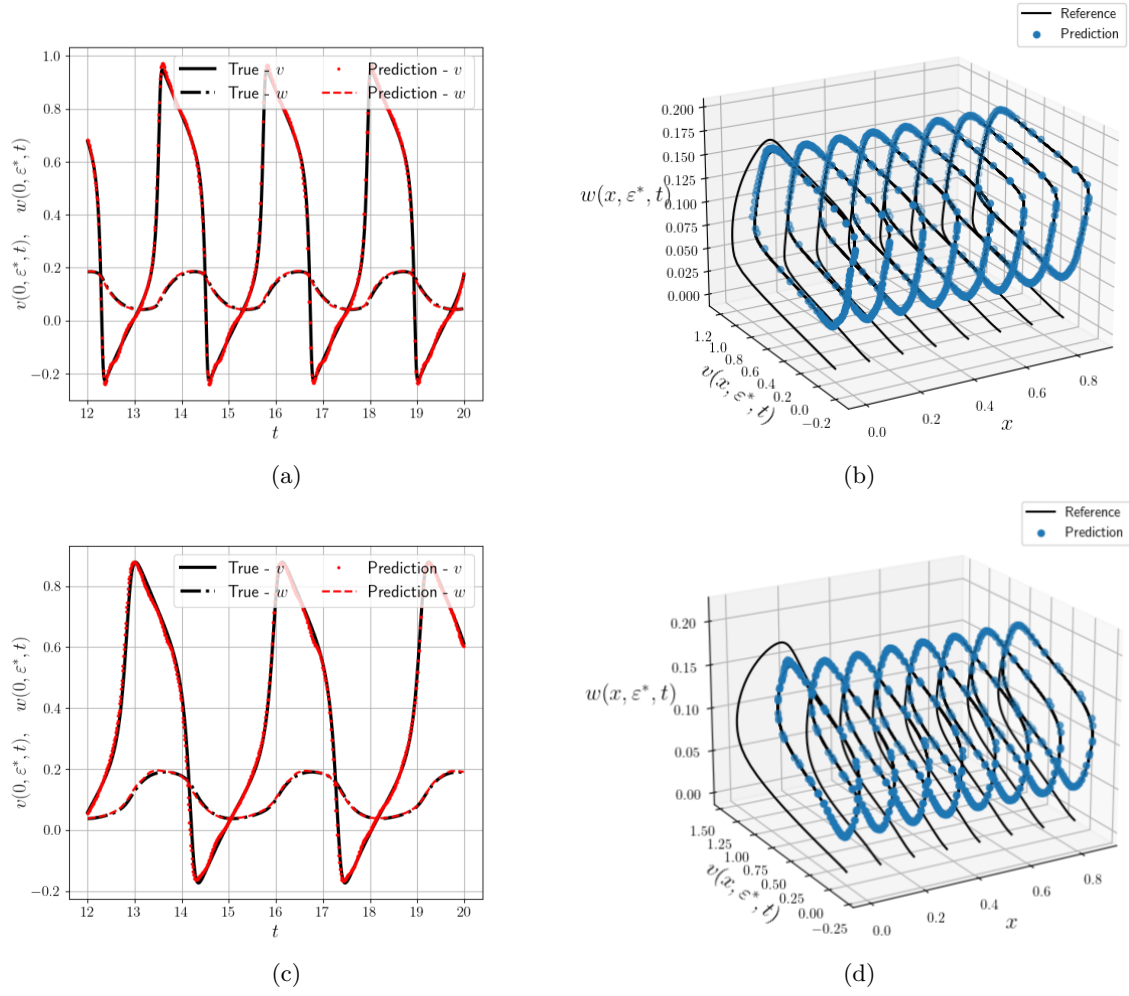 True - v
True - w
Prediction - v
Prediction - w
v(0, ε*, t),   w(0, ε*, t)
1.0
0.8
0.6
0.4
0.2
0.0
−0.2
12 13 14 15 16 17 18 19 20
t
(a)
Reference
Prediction
w(x, ε*, t)
0.200
0.175
0.150
0.125
0.100
0.075
0.050
0.025
0.000
1.2
1.0
0.8
0.6
0.4
0.2
0.0
−0.2
v(x, ε*, t)
0.0 0.2 0.4 0.6 0.8
x
(b)
True - v
True - w
Prediction - v
Prediction - w
v(0, ε*, t),   w(0, ε*, t)
0.8
0.6
0.4
0.2
0.0
−0.2
12 13 14 15 16 17 18 19 20
t
(c)
Reference
Prediction
w(x, ε*, t)
0.20
0.15
0.10
0.05
0.00
1.50
1.25
1.00
0.75
0.50
0.25
0.00
−0.25
v(x, ε*, t)
0.0 0.2 0.4 0.6 0.8
x
(d)